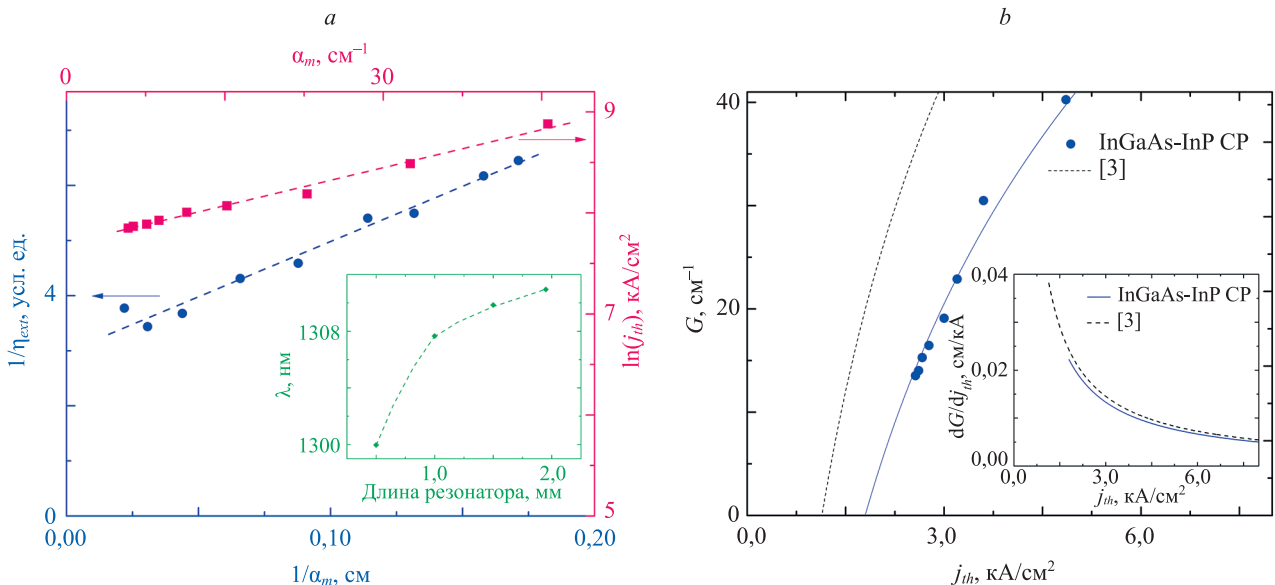 a
α_m, см⁻¹
0 30
1/η_ext, усл. ед.
4
0
0,00 0,10 0,20
1/α_m, см
9
7
5
ln(j_th), кА/см²
λ, нм
1308
1300
1,0 2,0
Длина резонатора, мм
b
G, см⁻¹
40
20
0
0,0 3,0 6,0
j_th, кА/см²
InGaAs-InP СР
[3]
dG/dj_th, см/кА
0,04
0,02
0,00
0,0 3,0 6,0
j_th, кА/см²
InGaAs-InP СР
[3]